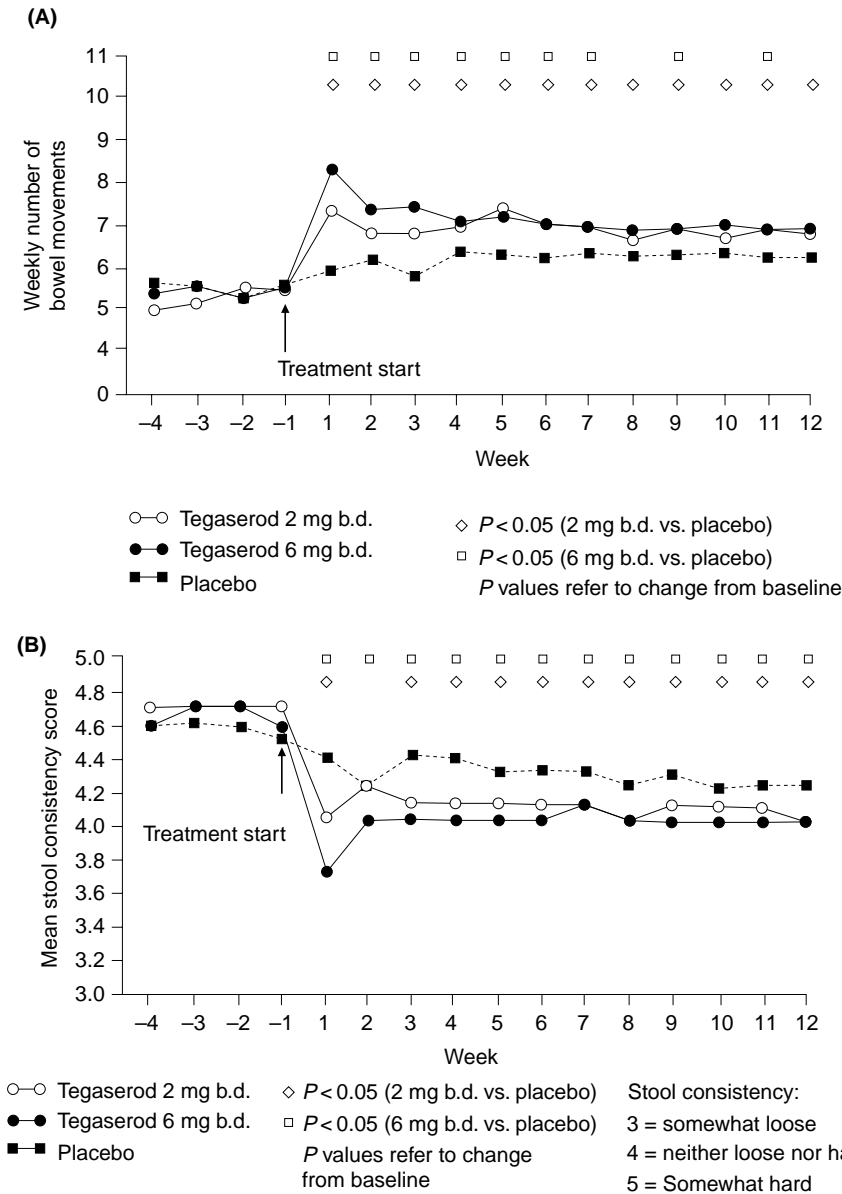 (A)
11
10
9
8
7
6
5
4
0
Weekly number of
bowel movements
Treatment start
–4 –3 –2 –1 1 2 3 4 5 6 7 8 9 10 11 12
Week
Tegaserod 2 mg b.d.
Tegaserod 6 mg b.d.
Placebo
P < 0.05 (2 mg b.d. vs. placebo)
P < 0.05 (6 mg b.d. vs. placebo)
P values refer to change from baseline
(B)
5.0
4.8
4.6
4.4
4.2
4.0
3.8
3.6
3.4
3.2
3.0
Mean stool consistency score
Treatment start
–4 –3 –2 –1 1 2 3 4 5 6 7 8 9 10 11 12
Week
Tegaserod 2 mg b.d.
Tegaserod 6 mg b.d.
Placebo
P < 0.05 (2 mg b.d. vs. placebo)
P < 0.05 (6 mg b.d. vs. placebo)
P values refer to change
from baseline
Stool consistency:
3 = somewhat loose
4 = neither loose nor
5 = Somewhat hard